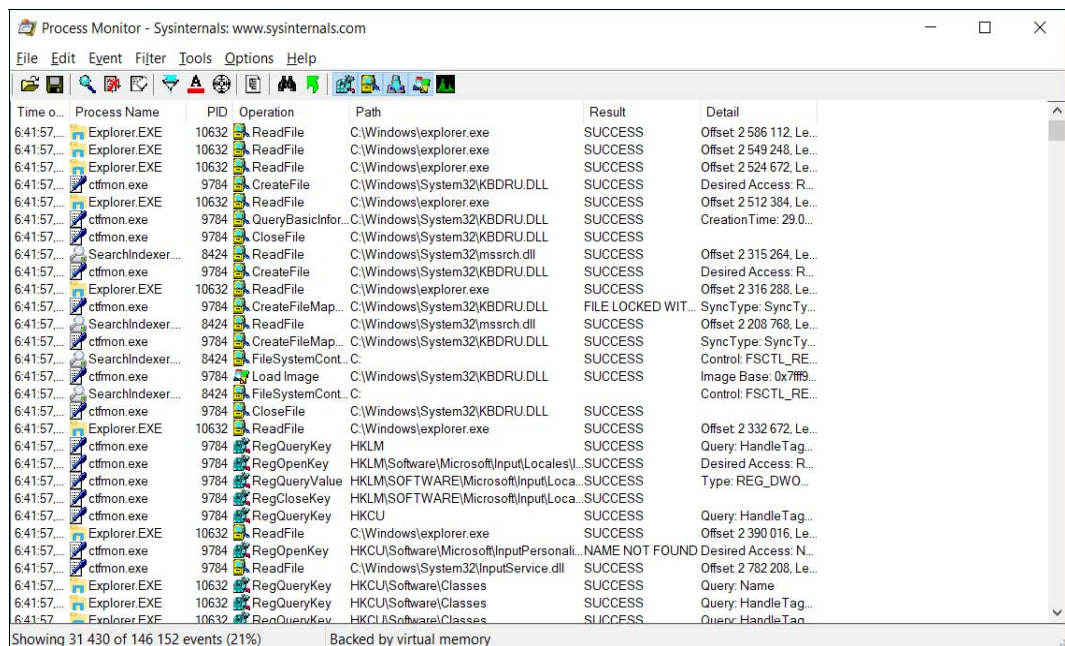 Process Monitor - Sysinternals: www.sysinternals.com
File Edit Event Filter Tools Options Help
Time o... Process Name PID Operation Path Result Detail
6:41:57,... Explorer.EXE 10632 ReadFile C:\Windows\explorer.exe SUCCESS Offset: 2 586 112, Le...
6:41:57,... Explorer.EXE 10632 ReadFile C:\Windows\explorer.exe SUCCESS Offset: 2 549 248, Le...
6:41:57,... Explorer.EXE 10632 ReadFile C:\Windows\explorer.exe SUCCESS Offset: 2 524 672, Le...
6:41:57,... ctfmon.exe 9784 CreateFile C:\Windows\System32\KBDRU.DLL SUCCESS Desired Access: R...
6:41:57,... Explorer.EXE 10632 ReadFile C:\Windows\explorer.exe SUCCESS Offset: 2 512 384, Le...
6:41:57,... ctfmon.exe 9784 QueryBasicInfor... C:\Windows\System32\KBDRU.DLL SUCCESS CreationTime: 29.0...
6:41:57,... ctfmon.exe 9784 CloseFile C:\Windows\System32\KBDRU.DLL SUCCESS
6:41:57,... SearchIndexer.... 8424 ReadFile C:\Windows\System32\mssrch.dll SUCCESS Offset: 2 315 264, Le...
6:41:57,... ctfmon.exe 9784 CreateFile C:\Windows\System32\KBDRU.DLL SUCCESS Desired Access: R...
6:41:57,... Explorer.EXE 10632 ReadFile C:\Windows\explorer.exe SUCCESS Offset: 2 316 288, Le...
6:41:57,... ctfmon.exe 9784 CreateFileMap... C:\Windows\System32\KBDRU.DLL FILE LOCKED WIT... SyncType: SyncTy...
6:41:57,... SearchIndexer.... 8424 ReadFile C:\Windows\System32\mssrch.dll SUCCESS Offset: 2 208 768, Le...
6:41:57,... ctfmon.exe 9784 CreateFileMap... C:\Windows\System32\KBDRU.DLL SUCCESS SyncType: SyncTy...
6:41:57,... SearchIndexer.... 8424 FileSystemCont... C: SUCCESS Control: FSCTL_RE...
6:41:57,... ctfmon.exe 9784 Load Image C:\Windows\System32\KBDRU.DLL SUCCESS Image Base: 0x7fff9...
6:41:57,... SearchIndexer.... 8424 FileSystemCont... C: Control: FSCTL_RE...
6:41:57,... ctfmon.exe 9784 CloseFile C:\Windows\System32\KBDRU.DLL SUCCESS
6:41:57,... Explorer.EXE 10632 ReadFile C:\Windows\explorer.exe SUCCESS Offset: 2 332 672, Le...
6:41:57,... ctfmon.exe 9784 RegQueryKey HKLM SUCCESS Query: HandleTag...
6:41:57,... ctfmon.exe 9784 RegOpenKey HKLM\Software\Microsoft\Input\Locales\l... SUCCESS Desired Access: R...
6:41:57,... ctfmon.exe 9784 RegQueryValue HKLM\SOFTWARE\Microsoft\Input\Loca... SUCCESS Type: REG_DWO...
6:41:57,... ctfmon.exe 9784 RegCloseKey HKLM\SOFTWARE\Microsoft\Input\Loca... SUCCESS
6:41:57,... ctfmon.exe 9784 RegQueryKey HKCU SUCCESS Query: HandleTag...
6:41:57,... Explorer.EXE 10632 ReadFile C:\Windows\explorer.exe SUCCESS Offset: 2 390 016, Le...
6:41:57,... ctfmon.exe 9784 RegOpenKey HKCU\Software\Microsoft\InputPersonali... NAME NOT FOUND Desired Access: N...
6:41:57,... ctfmon.exe 9784 ReadFile C:\Windows\System32\InputService.dll SUCCESS Offset: 2 782 208, Le...
6:41:57,... Explorer.EXE 10632 RegQueryKey HKCU\Software\Classes SUCCESS Query: Name
6:41:57,... Explorer.EXE 10632 RegQueryKey HKCU\Software\Classes SUCCESS Query: HandleTag...
6:41:57,... Explorer.EXE 10632 RegQueryKey HKCU\Software\Classes SUCCESS Query: HandleTag...
Showing 31 430 of 146 152 events (21%) Backed by virtual memory